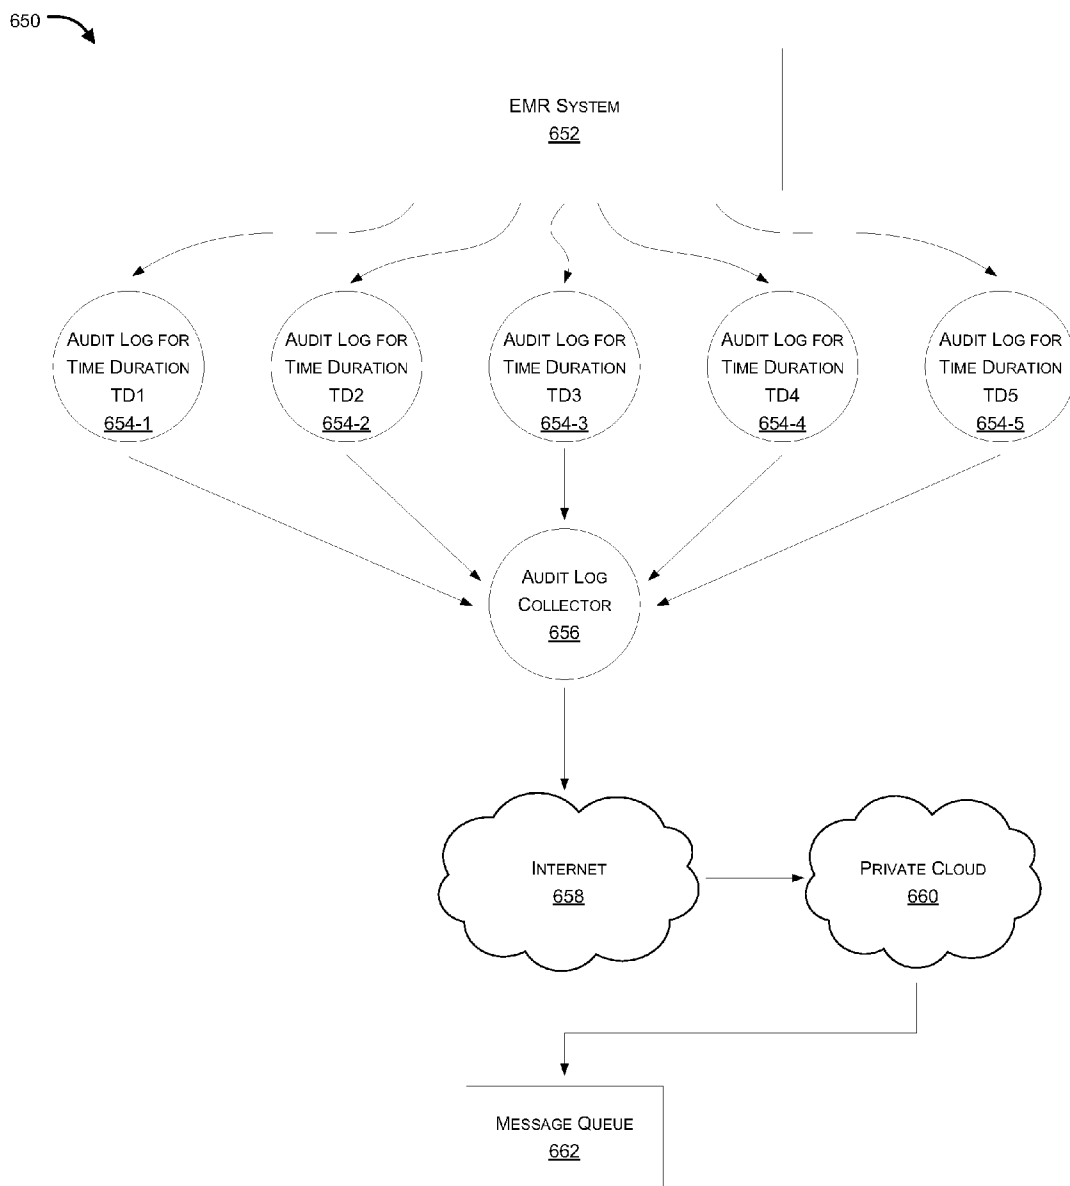 650
EMR System
652
Audit Log for
Time Duration
TD1
654-1
Audit Log for
Time Duration
TD2
654-2
Audit Log for
Time Duration
TD3
654-3
Audit Log for
Time Duration
TD4
654-4
Audit Log for
Time Duration
TD5
654-5
Audit Log
Collector
656
Internet
658
Private Cloud
660
Message Queue
662